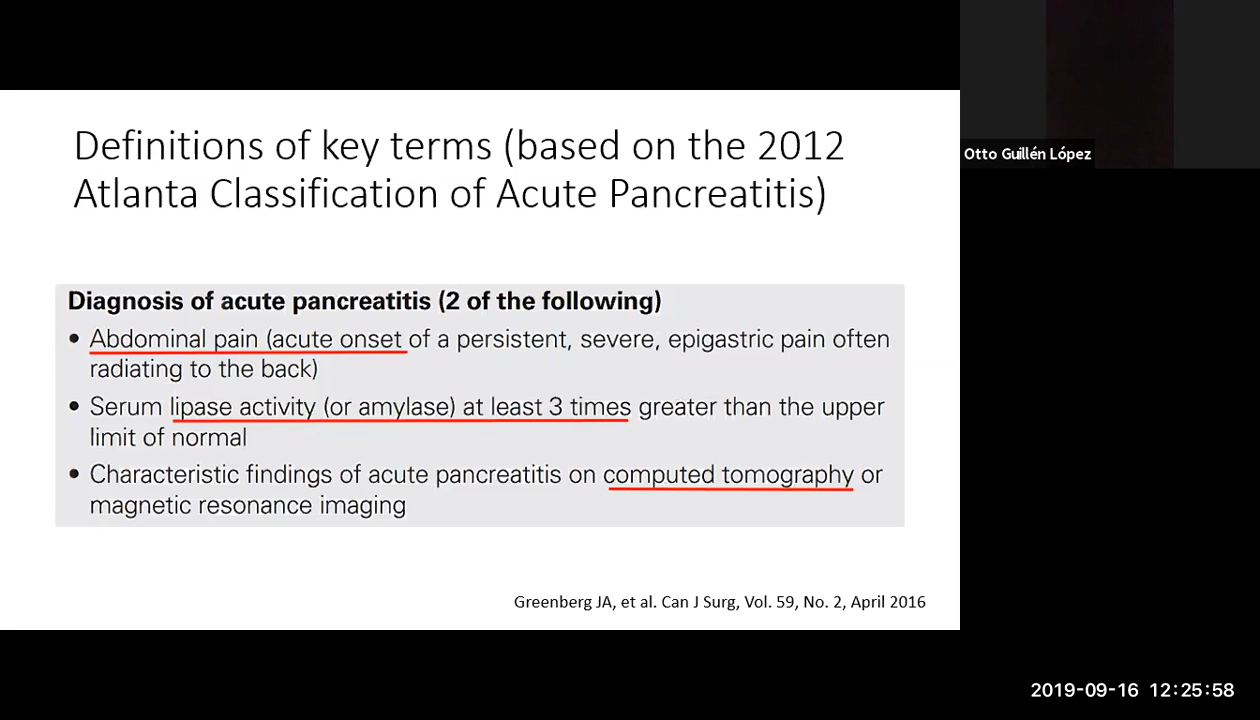 Definitions of key terms (based on the 2012
Atlanta Classification of Acute Pancreatitis)
Diagnosis of acute pancreatitis (2 of the following)
• Abdominal pain (acute onset of a persistent, severe, epigastric pain often
radiating to the back)
• Serum lipase activity (or amylase) at least 3 times greater than the upper
limit of normal
• Characteristic findings of acute pancreatitis on computed tomography or
magnetic resonance imaging
Greenberg JA, et al. Can J Surg, Vol. 59, No. 2, April 2016
Otto Guillén López
2019-09-16 12:25:58